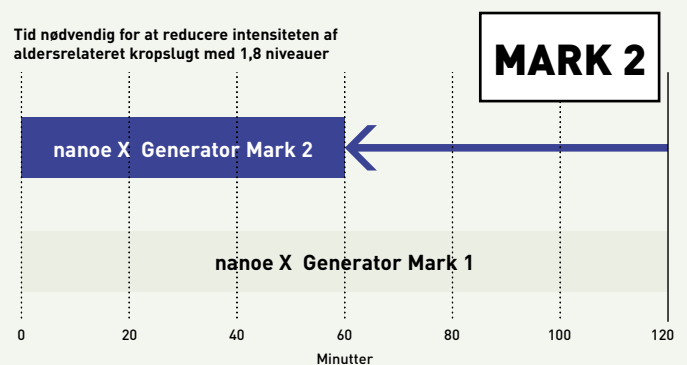 Tid nødvendig for at reducere intensiteten af
aldersrelateret kropslugt med 1,8 niveauer
MARK 2
nanoe X Generator Mark 2
nanoe X Generator Mark 1
0 20 40 60 80 100 120
Minutter